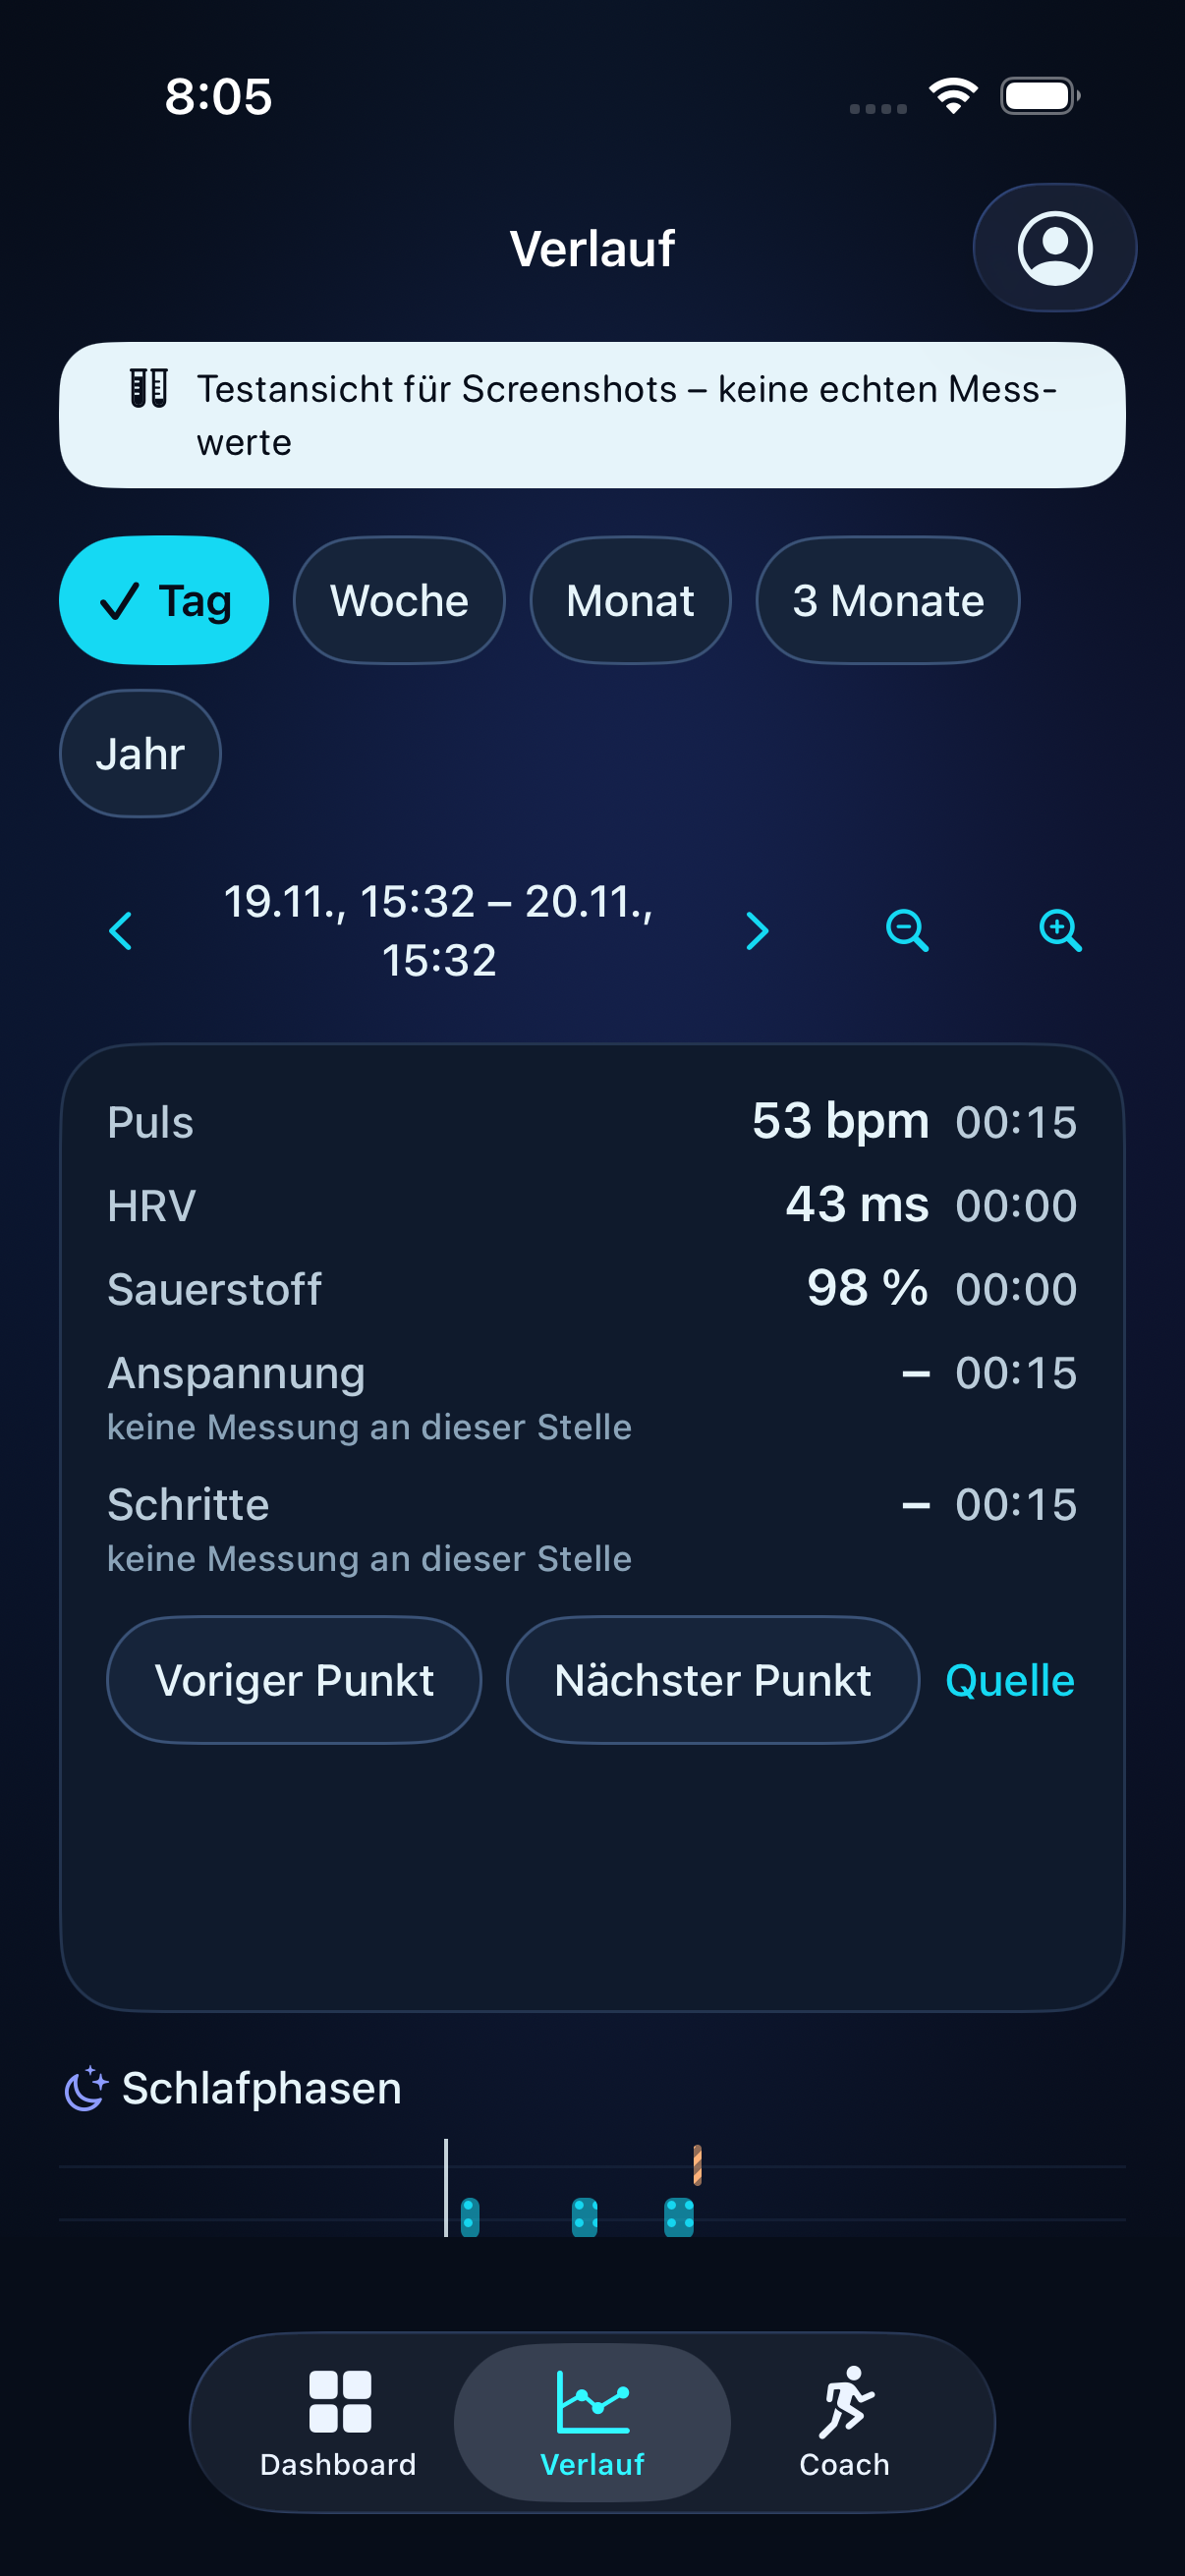 8:05
Verlauf
Testansicht für Screenshots – keine echten Mess-
werte
Tag
Woche
Monat
3 Monate
Jahr
19.11., 15:32 – 20.11.,
15:32
Puls 53 bpm 00:15
HRV 43 ms 00:00
Sauerstoff 98 % 00:00
Anspannung – 00:15
keine Messung an dieser Stelle
Schritte – 00:15
keine Messung an dieser Stelle
Voriger Punkt
Nächster Punkt
Quelle
Schlafphasen
Dashboard
Verlauf
Coach